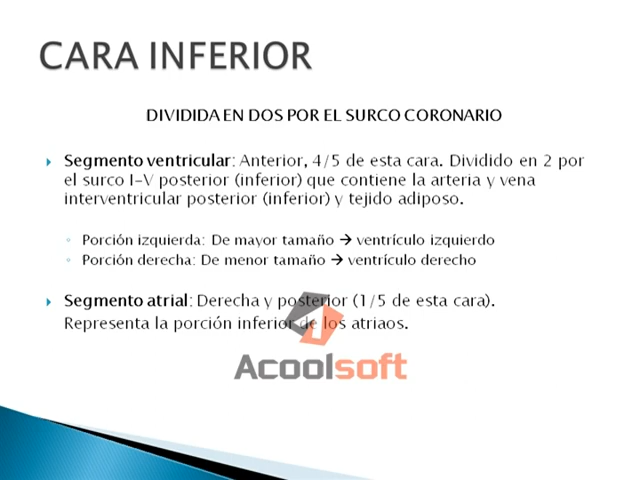 CARA INFERIOR
DIVIDIDA EN DOS POR EL SURCO CORONARIO
Segmento ventricular: Anterior, 4/5 de esta cara. Dividido en 2 por
el surco I-V posterior (inferior) que contiene la arteria y vena
interventricular posterior (inferior) y tejido adiposo.
Porción izquierda: De mayor tamaño → ventrículo izquierdo
Porción derecha: De menor tamaño → ventrículo derecho
Segmento atrial: Derecha y posterior (1/5 de esta cara).
Representa la porción inferior de los atriaos.
Acoolsoft